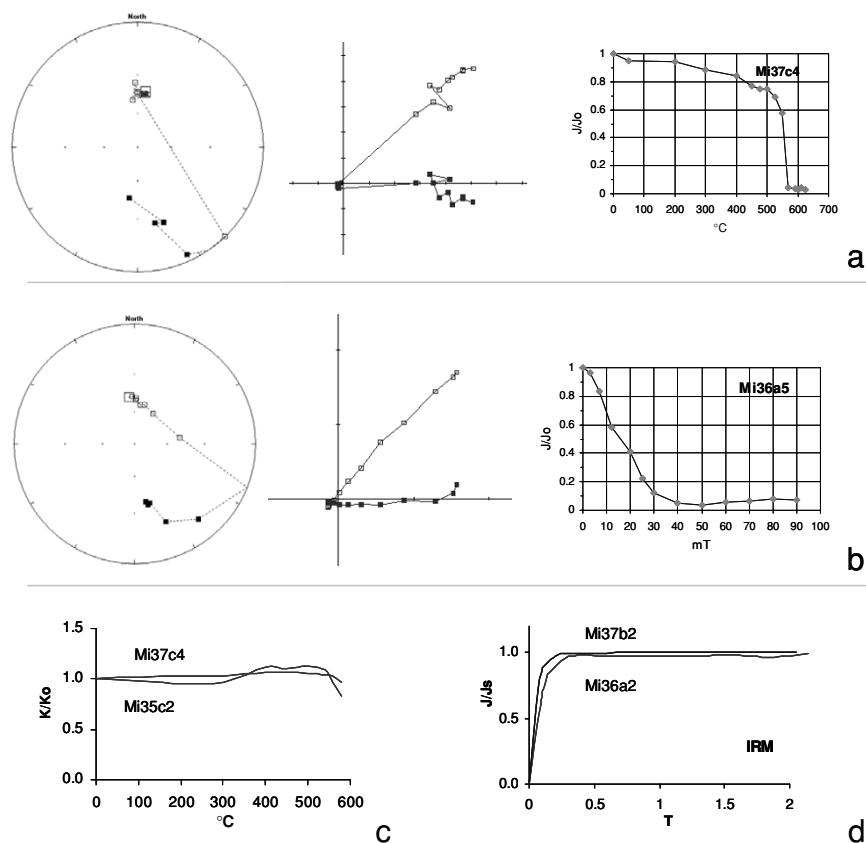 North
J/Jo
1
0.8
0.6
0.4
0.2
0
Mi37c4
0 100 200 300 400 500 600 700
°C
a
North
J/Jo
1
0.8
0.6
0.4
0.2
0
Mi36a5
0 10 20 30 40 50 60 70 80 90 100
mT
b
K/Ko
1.5
1.0
0.5
0.0
Mi37c4
Mi35c2
0 100 200 300 400 500 600
°C
c
J/Js
1.0
0.5
0.0
Mi37b2
Mi36a2
IRM
0 0.5 1 1.5 2
T
d